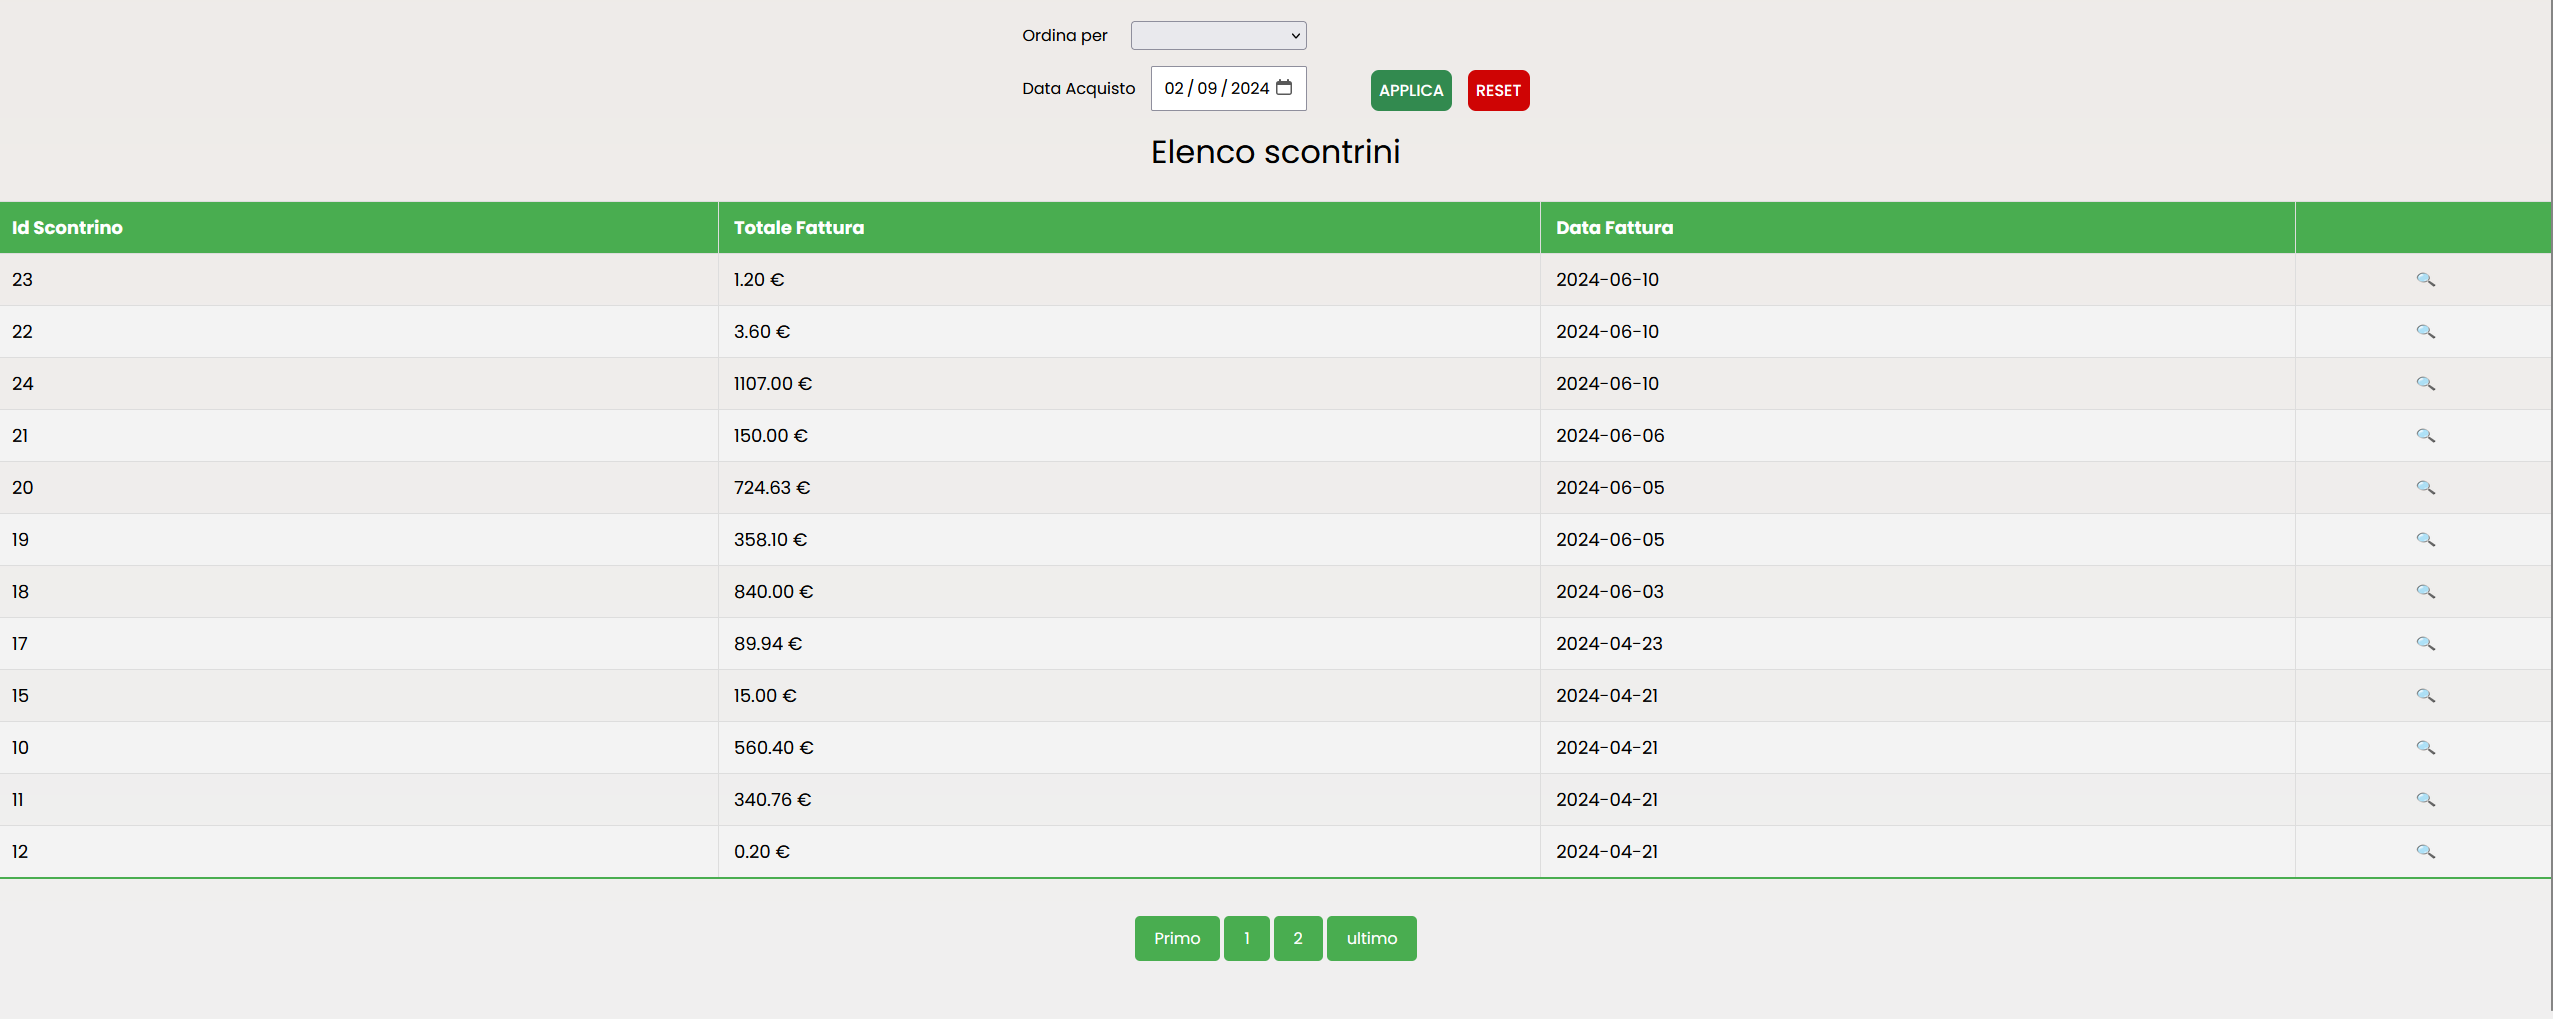 Ordina per
Data Acquisto 02/09/2024 APPLICA RESET
Elenco scontrini
Id Scontrino Totale Fattura Data Fattura
23 1.20 € 2024-06-10
22 3.60 € 2024-06-10
24 1107.00 € 2024-06-10
21 150.00 € 2024-06-06
20 724.63 € 2024-06-05
19 358.10 € 2024-06-05
18 840.00 € 2024-06-03
17 89.94 € 2024-04-23
15 15.00 € 2024-04-21
10 560.40 € 2024-04-21
11 340.76 € 2024-04-21
12 0.20 € 2024-04-21
Primo 1 2 ultimo